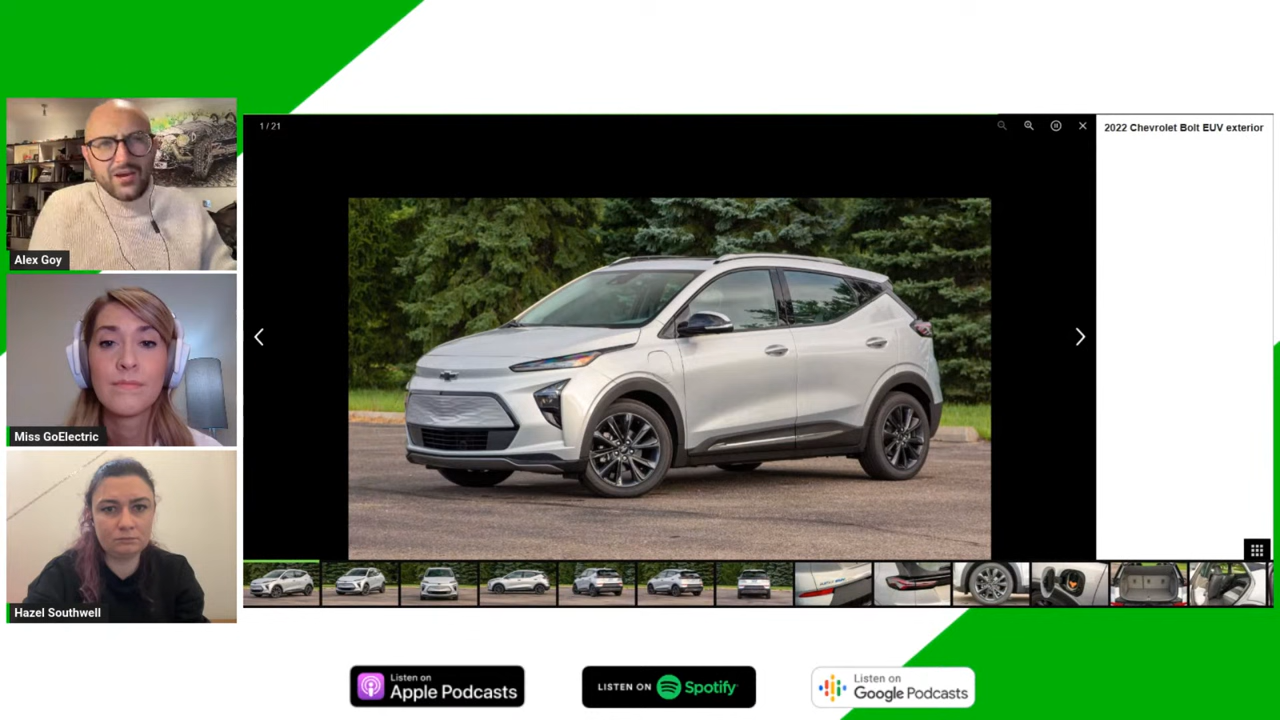 1 / 21
2022 Chevrolet Bolt EUV exterior
Alex Goy
Miss GoElectric
Hazel Southwell
Listen on
Apple Podcasts
LISTEN ON Spotify
Listen on
Google Podcasts